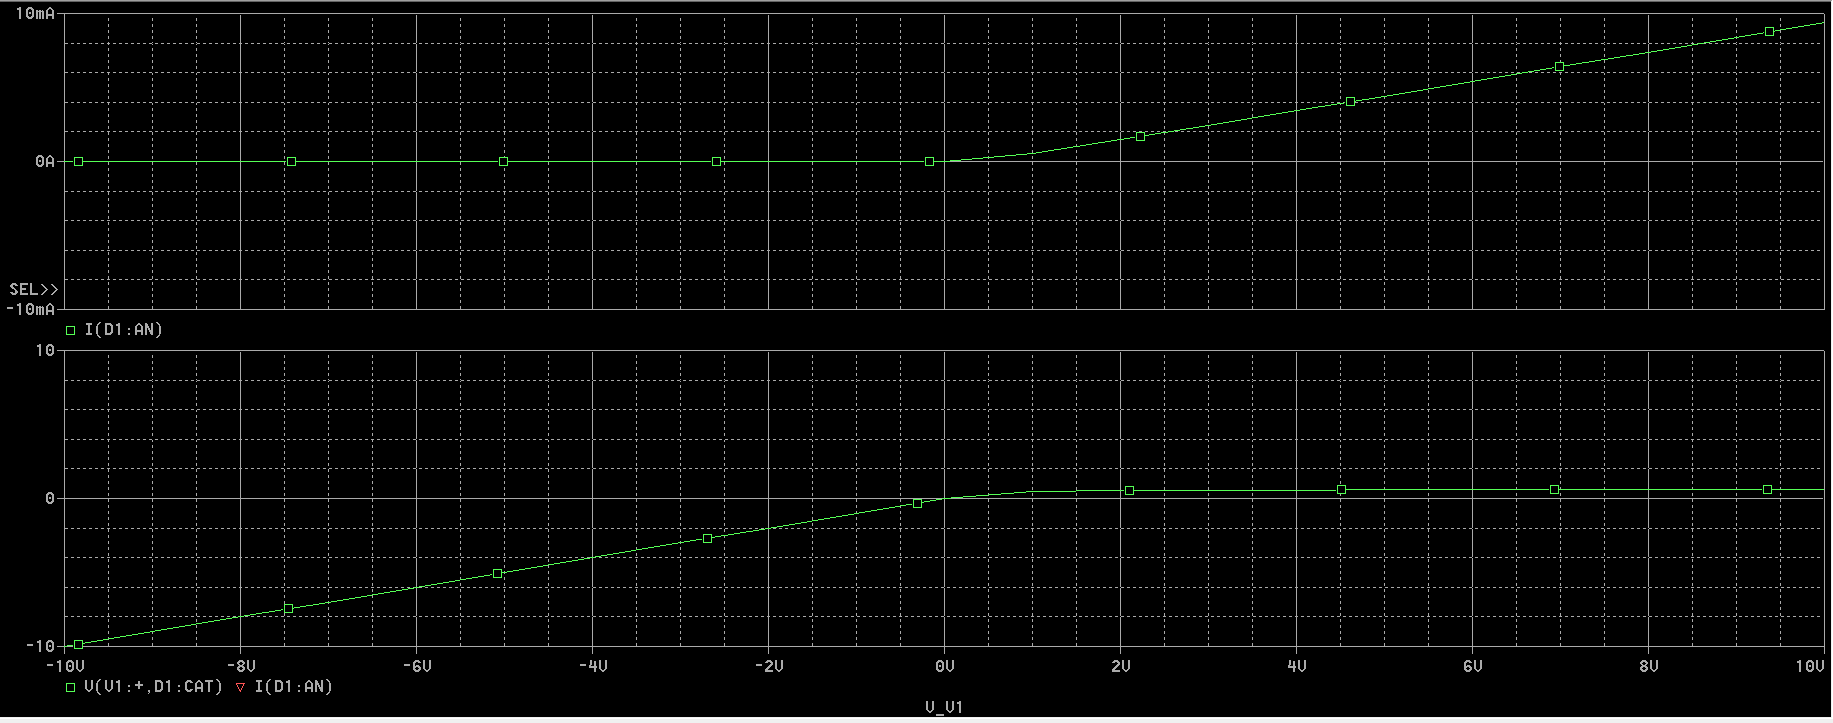 10mA
0A
SEL>>
-10mA
I(D1:AN)
10
0
-10
-10V -8V -6V -4V -2V 0V 2V 4V 6V 8V 10V
V(V1:+,D1:CAT) I(D1:AN)
V_V1